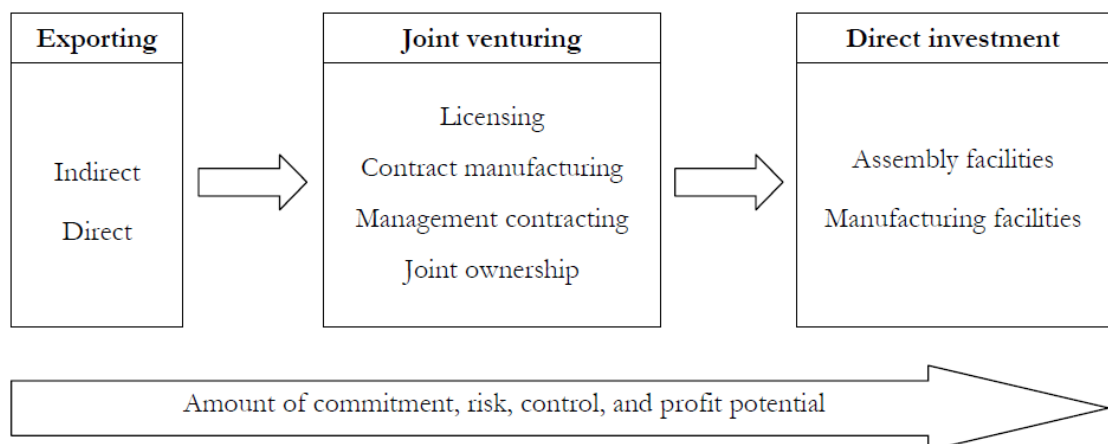 Exporting
Indirect
Direct
Joint venturing
Licensing
Contract manufacturing
Management contracting
Joint ownership
Direct investment
Assembly facilities
Manufacturing facilities
Amount of commitment, risk, control, and profit potential